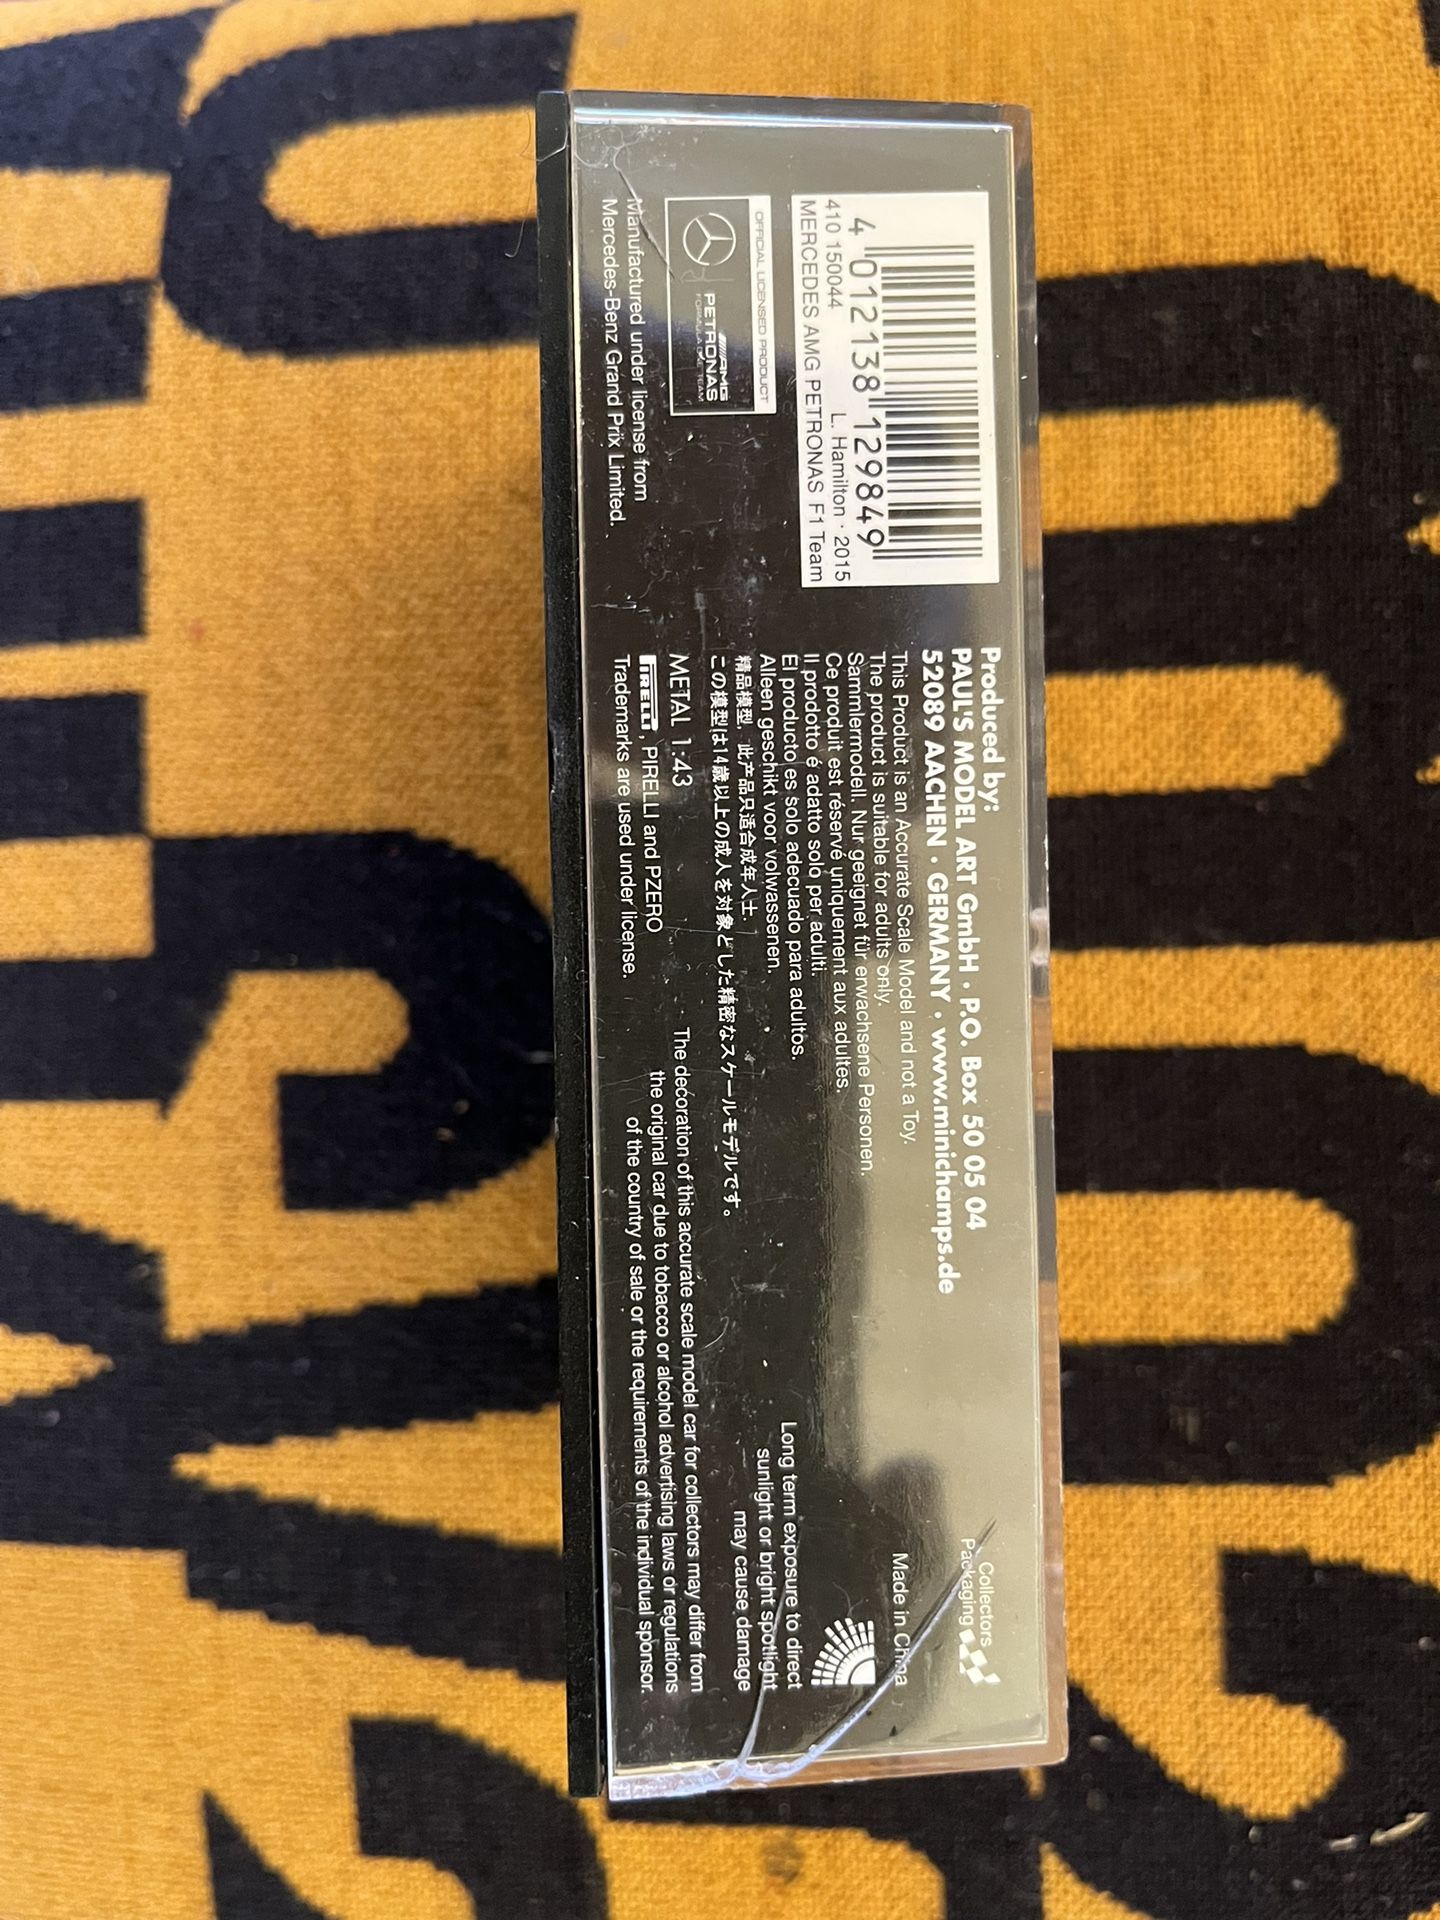 4 012138 129849
410 150044 L. Hamilton · 2015
MERCEDES AMG PETRONAS F1 Team
OFFICIAL LICENSED PRODUCT
AMG
PETRONAS
FORMULA ONE TEAM
Manufactured under license from
Mercedes-Benz Grand Prix Limited.
Produced by:
PAUL'S MODEL ART GmbH · P.O. Box 50 05 04
52089 AACHEN · GERMANY · www.minichamps.de
This Product is an Accurate Scale Model and not a Toy.
The product is suitable for adults only.
Sammlermodell. Nur geeignet für erwachsene Personen.
Ce produit est réservé uniquement aux adultes.
Il prodotto é adatto solo per adulti.
El producto es solo adecuado para adultos.
Alleen geschikt voor volwassenen.
精品模型, 此产品只适合成年人士.
この模型は14歳以上の成人を対象とした精密なスケールモデルです。
METAL 1:43
PIRELLI, PIRELLI and PZERO
Trademarks are used under license.
Collectors
Packaging
Made in China
Long term exposure to direct
sunlight or bright spotlight
may cause damage
The decoration of this accurate scale model car for collectors may differ from
the original car due to tobacco or alcohol advertising laws or regulations
of the country of sale or the requirements of the individual sponsor.